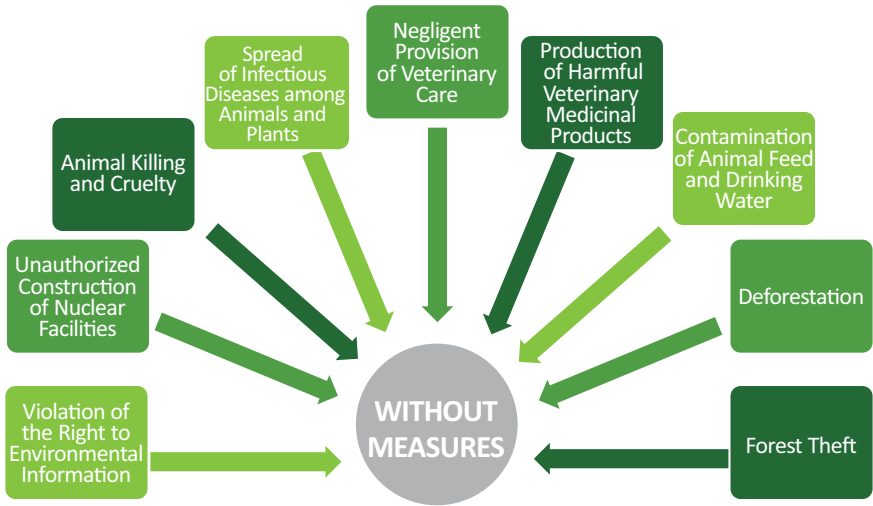 Negligent
Provision
of Veterinary
Care
Spread
of Infectious
Diseases among
Animals and
Plants
Production
of Harmful
Veterinary
Medicinal
Products
Animal Killing
and Cruelty
Contamination
of Animal Feed
and Drinking
Water
Unauthorized
Construction
of Nuclear
Facilities
Deforestation
Violation of
the Right to
Environmental
Information
WITHOUT
MEASURES
Forest Theft